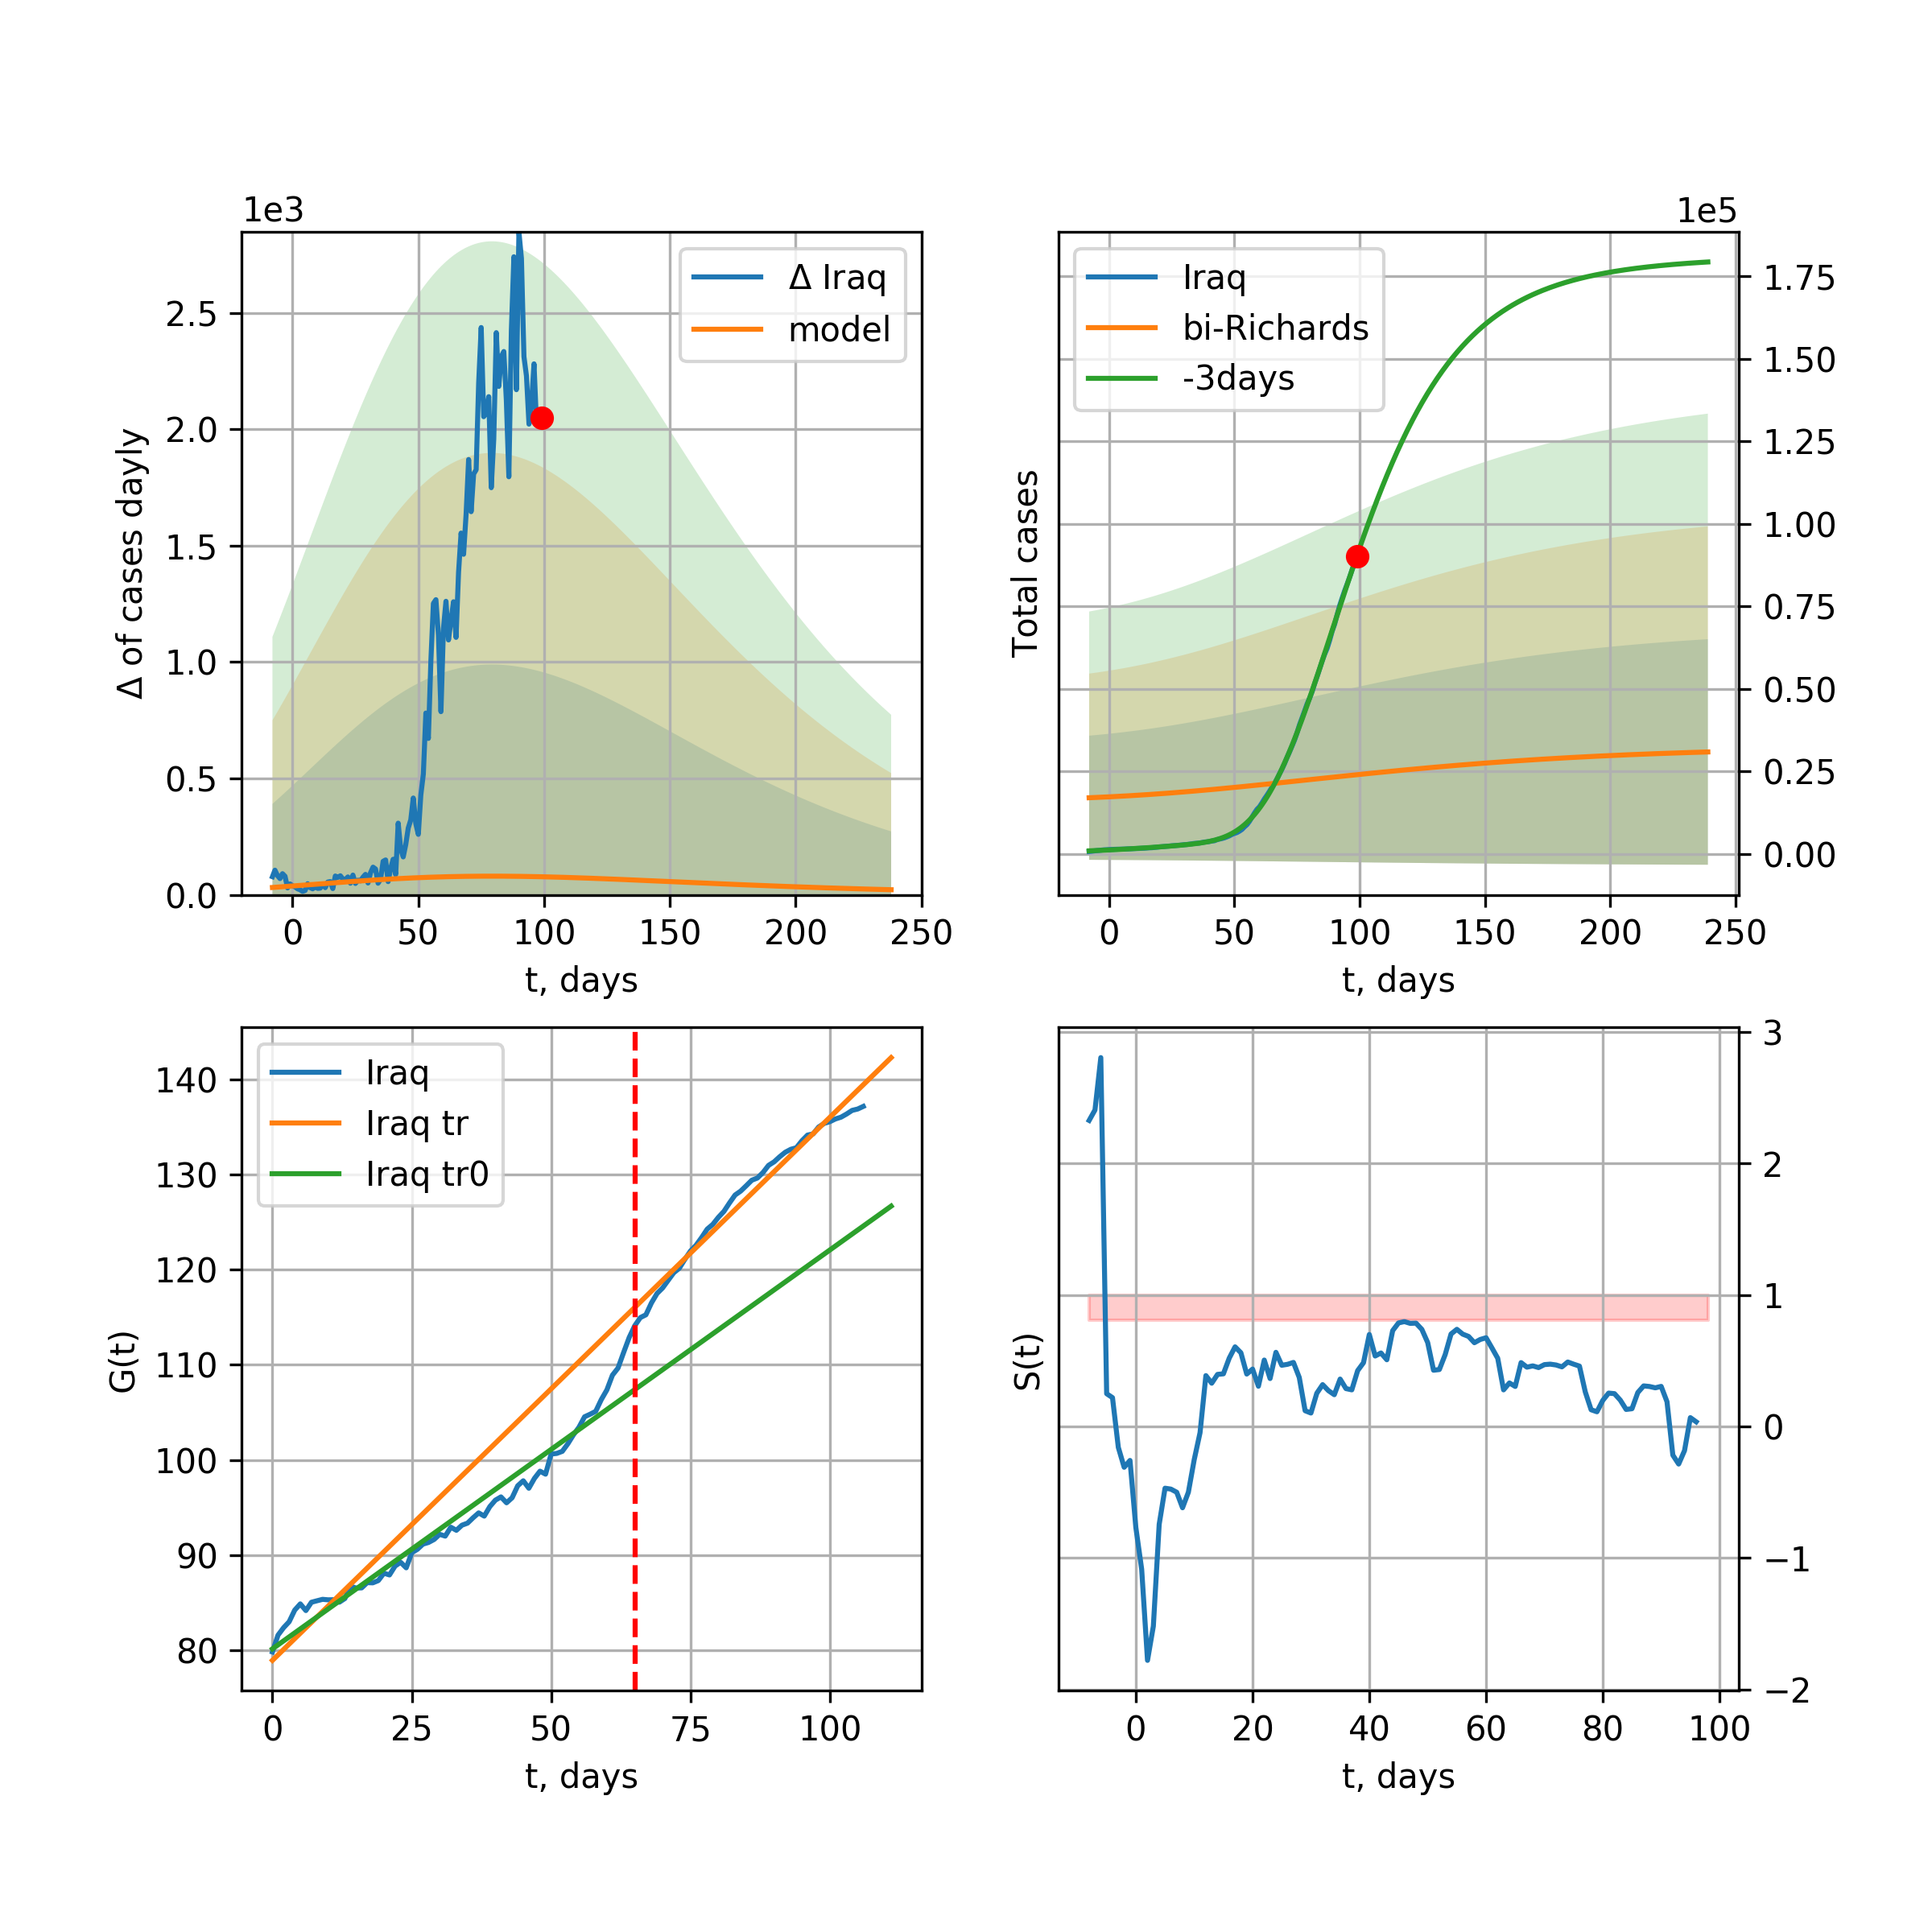 1e3
Δ of cases dayly
2.5
2.0
1.5
1.0
0.5
0.0
Δ Iraq
model
0 50 100 150 200 250
t, days
1e5
Total cases
Iraq
bi-Richards
-3days
1.75
1.50
1.25
1.00
0.75
0.50
0.25
0.00
0 50 100 150 200 250
t, days
G(t)
140
130
120
110
100
90
80
Iraq
Iraq tr
Iraq tr0
0 25 50 75 100
t, days
S(t)
3
2
1
0
−1
−2
0 20 40 60 80 100
t, days